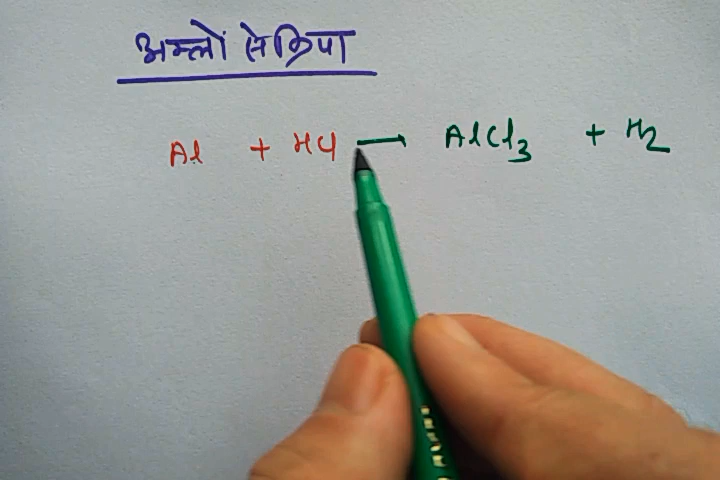 अम्लों से क्रिया
Al + HCl → AlCl3 + H2